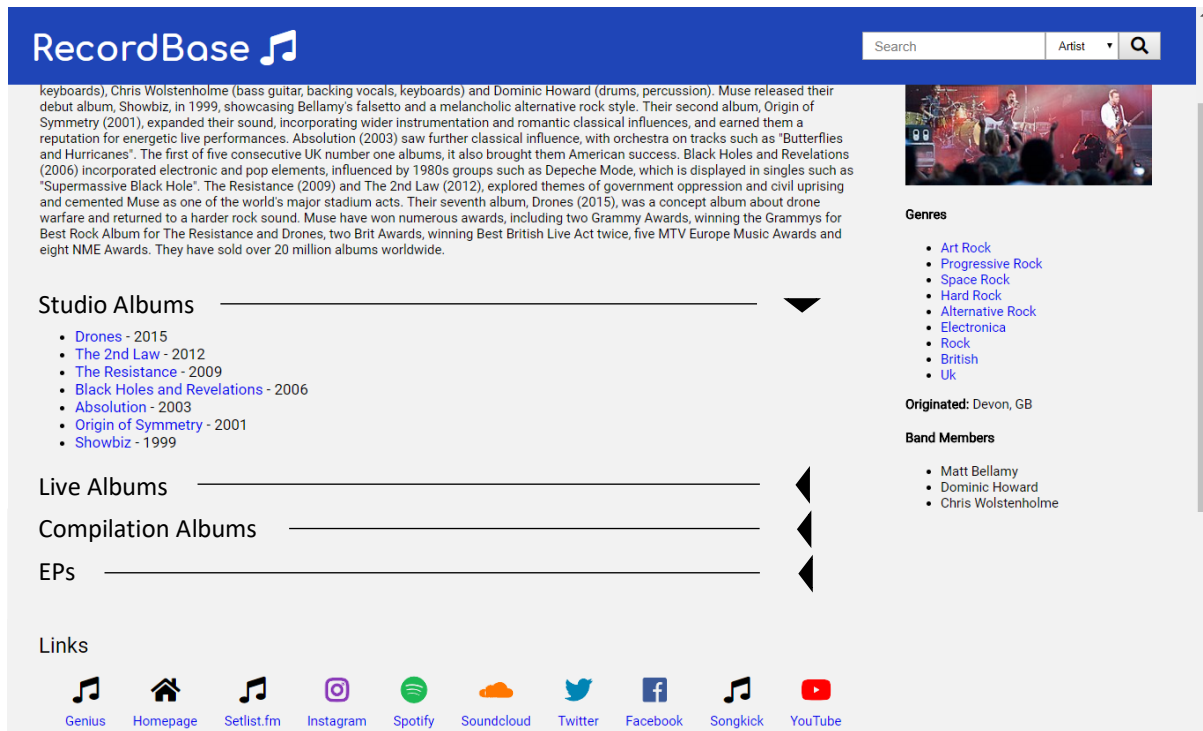 RecordBase
Search
Artist
keyboards), Chris Wolstenholme (bass guitar, backing vocals, keyboards) and Dominic Howard (drums, percussion). Muse released their
debut album, Showbiz, in 1999, showcasing Bellamy's falsetto and a melancholic alternative rock style. Their second album, Origin of
Symmetry (2001), expanded their sound, incorporating wider instrumentation and romantic classical influences, and earned them a
reputation for energetic live performances. Absolution (2003) saw further classical influence, with orchestra on tracks such as "Butterflies
and Hurricanes". The first of five consecutive UK number one albums, it also brought them American success. Black Holes and Revelations
(2006) incorporated electronic and pop elements, influenced by 1980s groups such as Depeche Mode, which is displayed in singles such as
"Supermassive Black Hole". The Resistance (2009) and The 2nd Law (2012), explored themes of government oppression and civil uprising
and cemented Muse as one of the world's major stadium acts. Their seventh album, Drones (2015), was a concept album about drone
warfare and returned to a harder rock sound. Muse have won numerous awards, including two Grammy Awards, winning the Grammys for
Best Rock Album for The Resistance and Drones, two Brit Awards, winning Best British Live Act twice, five MTV Europe Music Awards and
eight NME Awards. They have sold over 20 million albums worldwide.
Studio Albums
Drones - 2015
The 2nd Law - 2012
The Resistance - 2009
Black Holes and Revelations - 2006
Absolution - 2003
Origin of Symmetry - 2001
Showbiz - 1999
Live Albums
Compilation Albums
EPs
Links
Genius Homepage Setlist.fm Instagram Spotify Soundcloud Twitter Facebook Songkick YouTube
Genres
Art Rock
Progressive Rock
Space Rock
Hard Rock
Alternative Rock
Electronica
Rock
British
Uk
Originated: Devon, GB
Band Members
Matt Bellamy
Dominic Howard
Chris Wolstenholme